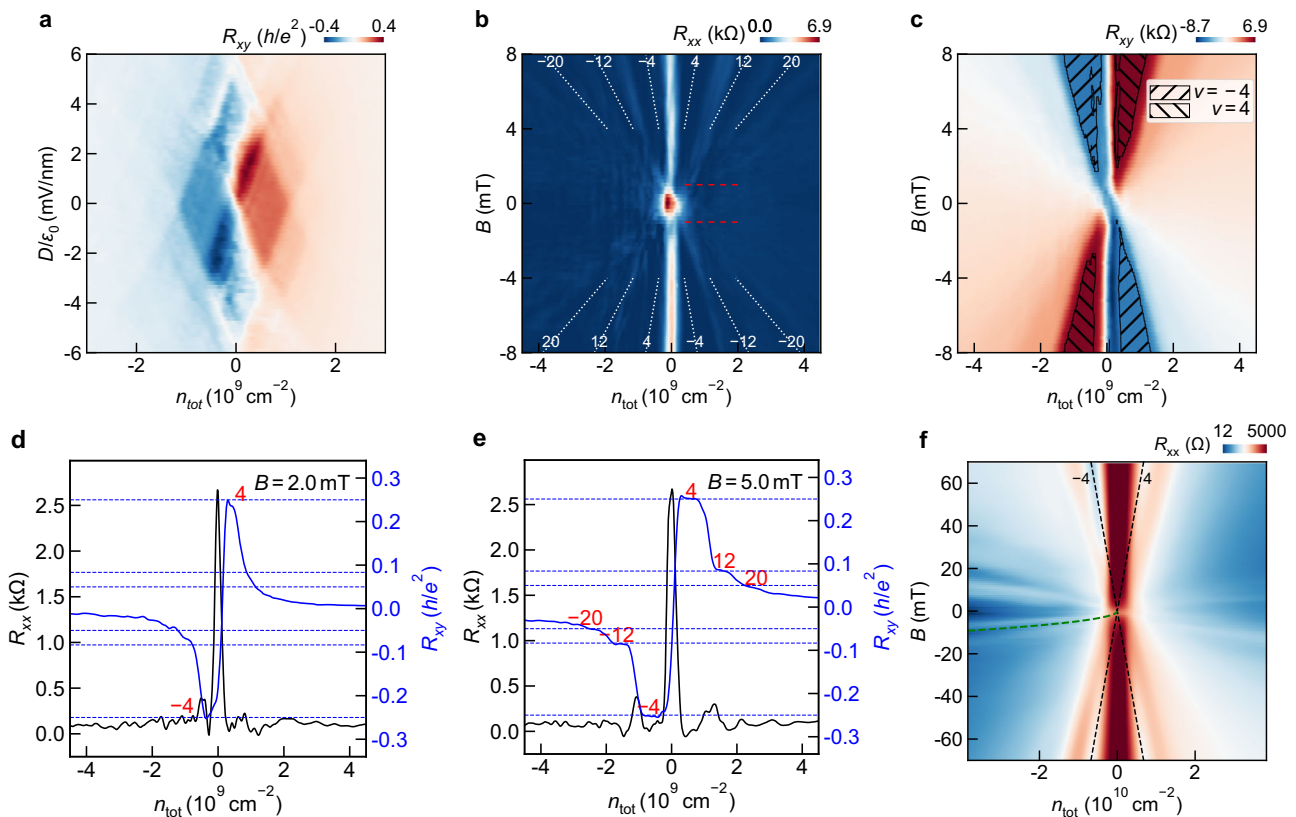 a
R_xy (h/e²) -0.4 0.4
D/ε₀ (mV/nm)
6
4
2
0
-2
-4
-6
-2 0 2
n_tot (10⁹ cm⁻²)
b
R_xx (kΩ) 0.0 6.9
B (mT)
8
4
0
-4
-8
−20 −12 −4 4 12 20
20 12 4 −4 −12 −20
-4 -2 0 2 4
n_tot (10⁹ cm⁻²)
c
R_xy (kΩ) -8.7 6.9
B (mT)
8
4
0
-4
-8
ν = −4
ν = 4
-4 -2 0 2 4
n_tot (10⁹ cm⁻²)
d
B = 2.0 mT
R_xx (kΩ)
2.5
2.0
1.5
1.0
0.5
0.0
R_xy (h/e²)
0.3
0.2
0.1
0.0
-0.1
-0.2
-0.3
4
−4
-4 -2 0 2 4
n_tot (10⁹ cm⁻²)
e
B = 5.0 mT
R_xx (kΩ)
2.5
2.0
1.5
1.0
0.5
0.0
R_xy (h/e²)
0.3
0.2
0.1
0.0
-0.1
-0.2
-0.3
4
12
20
−20
−12
−4
-4 -2 0 2 4
n_tot (10⁹ cm⁻²)
f
R_xx (Ω) 12 5000
B (mT)
60
40
20
0
-20
-40
-60
−4 4
-2 0 2
n_tot (10¹⁰ cm⁻²)